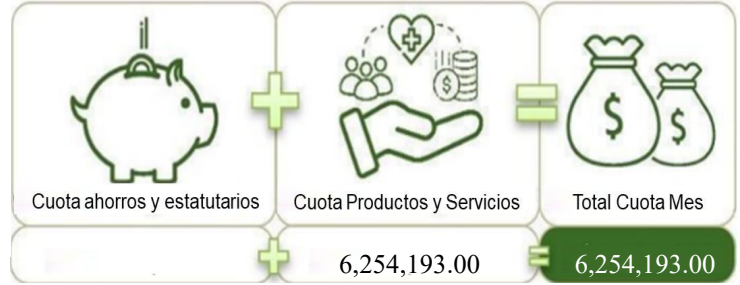 Cuota ahorros y estatutarios
Cuota Productos y Servicios
Total Cuota Mes
6,254,193.00
6,254,193.00